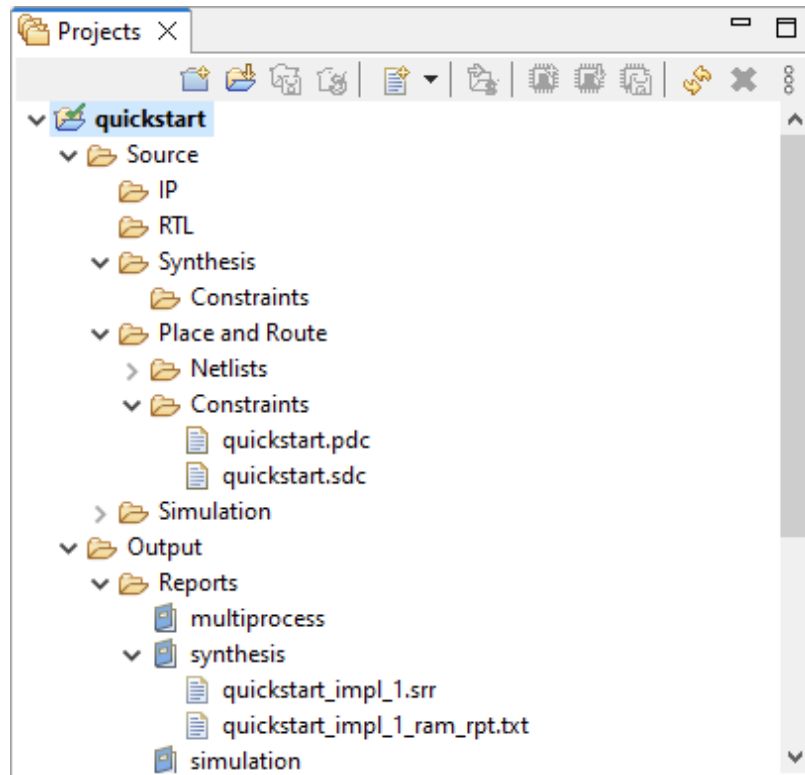 Projects
quickstart
Source
IP
RTL
Synthesis
Constraints
Place and Route
Netlists
Constraints
quickstart.pdc
quickstart.sdc
Simulation
Output
Reports
multiprocess
synthesis
quickstart_impl_1.srr
quickstart_impl_1_ram_rpt.txt
simulation